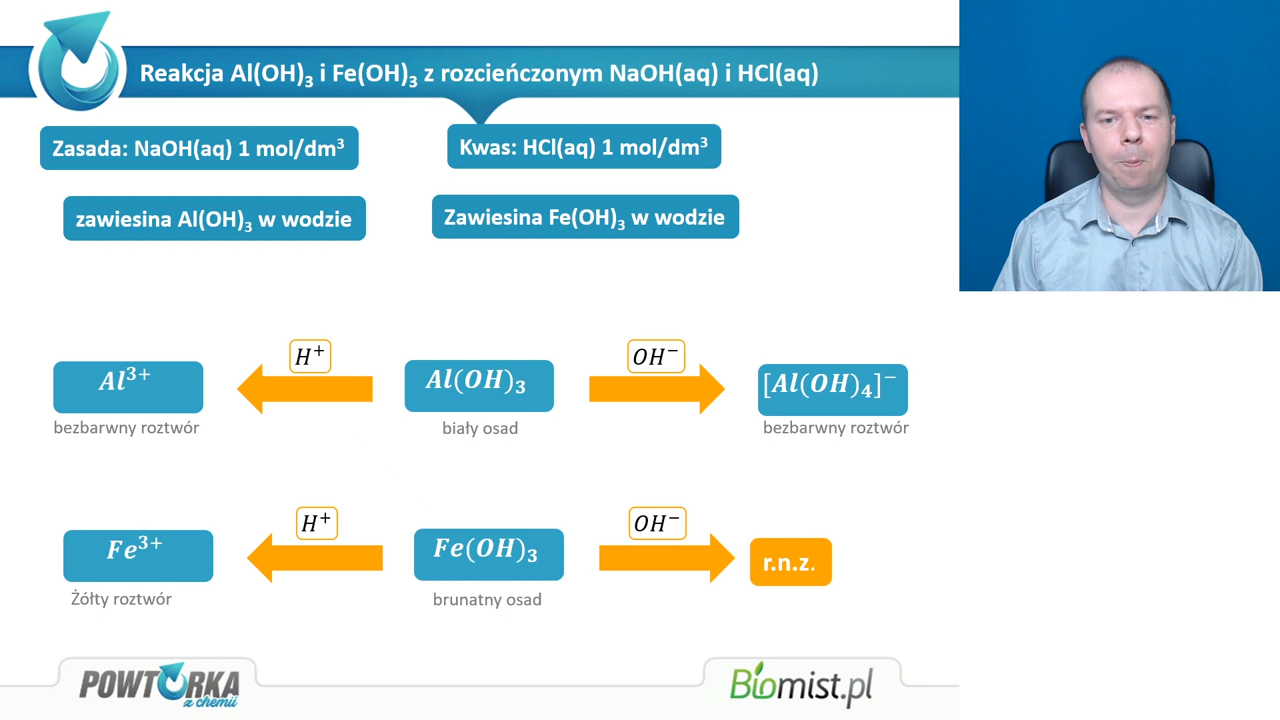 Reakcja Al(OH)₃ i Fe(OH)₃ z rozcieńczonym NaOH(aq) i HCl(aq)
Zasada: NaOH(aq) 1 mol/dm³
Kwas: HCl(aq) 1 mol/dm³
zawiesina Al(OH)₃ w wodzie
Zawiesina Fe(OH)₃ w wodzie
H⁺
OH⁻
Al³⁺
Al(OH)₃
[Al(OH)₄]⁻
bezbarwny roztwór
biały osad
bezbarwny roztwór
H⁺
OH⁻
Fe³⁺
Fe(OH)₃
r.n.z.
Żółty roztwór
brunatny osad
POWTÓRKA
z chemii
Biomist.pl